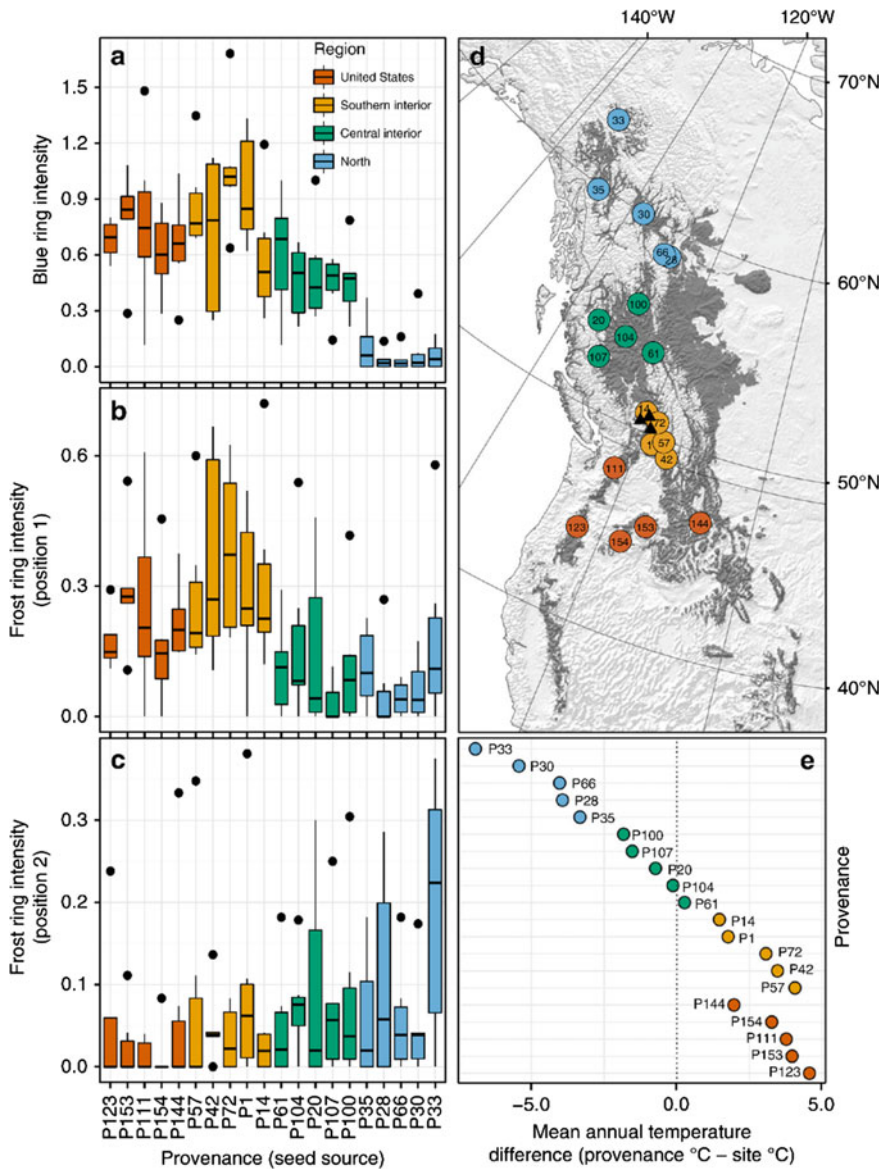 a
Region
United States
Southern interior
Central interior
North
Blue ring intensity
1.5
1.2
0.9
0.6
0.3
0.0
b
Frost ring intensity
(position 1)
0.6
0.3
0.0
c
Frost ring intensity
(position 2)
0.3
0.2
0.1
0.0
P123
P153
P111
P154
P144
P57
P42
P72
P1
P14
P61
P104
P20
P107
P100
P35
P28
P66
P30
P33
Provenance (seed source)
d
140°W
120°W
70°N
60°N
50°N
40°N
33
35
30
66
28
100
20
104
107
61
14
72
57
1
42
111
123
153
154
144
e
P33
P30
P66
P28
P35
P100
P107
P20
P104
P61
P14
P1
P72
P42
P57
P144
P154
P111
P153
P123
Provenance
−5.0
0.0
5.0
Mean annual temperature
difference (provenance °C – site °C)